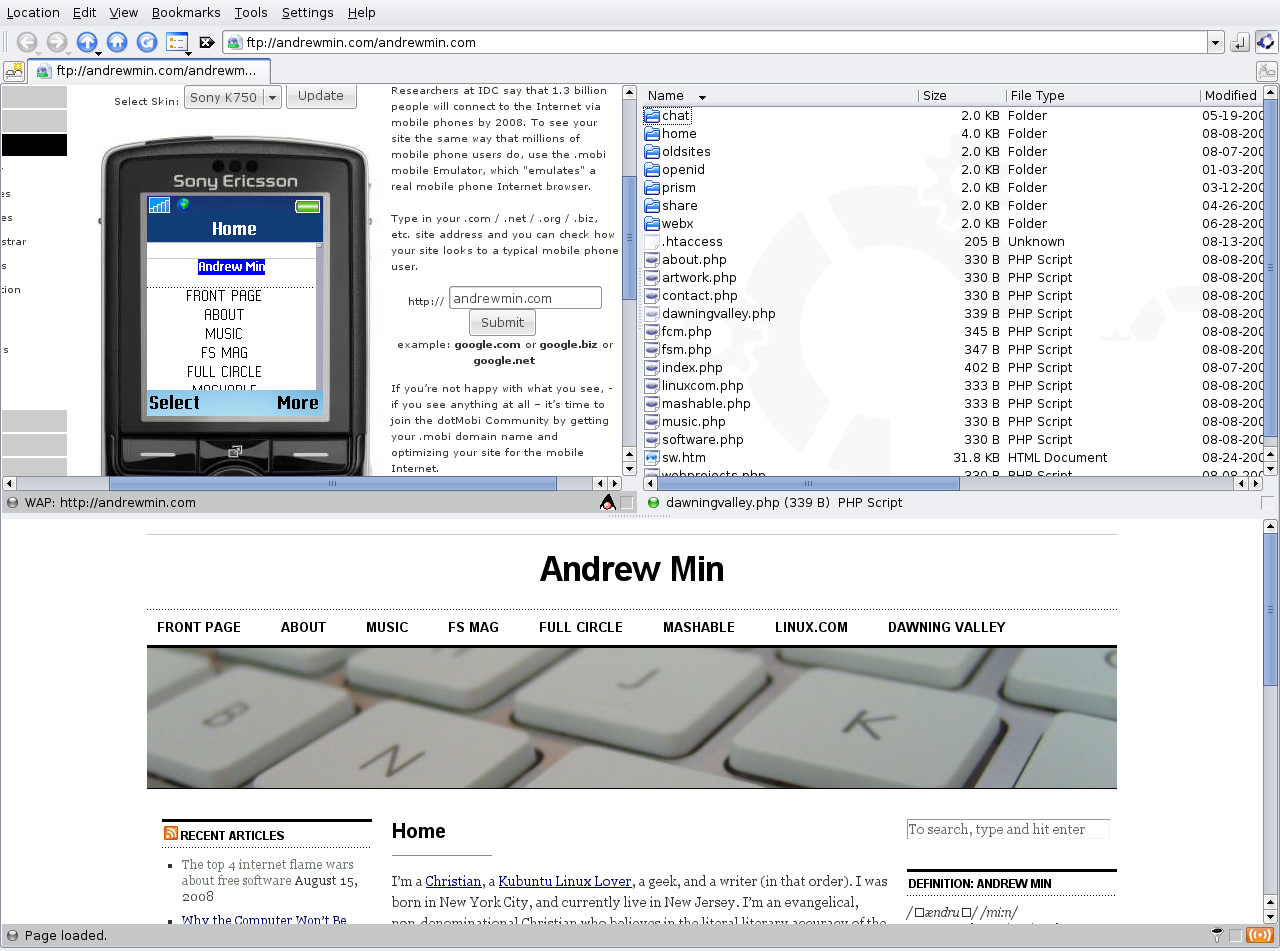 Location Edit View Bookmarks Tools Settings Help
ftp://andrewmin.com/andrewmin.com
ftp://andrewmin.com/andrewm...
Select Skin: Sony K750 Update
es
es
strar
s
tion
s
Sony Ericsson
Home
Andrew Min
FRONT PAGE
ABOUT
MUSIC
FS MAG
FULL CIRCLE
MASHABLE
Select More
Researchers at IDC say that 1.3 billion
people will connect to the Internet via
mobile phones by 2008. To see your
site the same way that millions of
mobile phone users do, use the .mobi
mobile Emulator, which "emulates" a
real mobile phone Internet browser.
Type in your .com / .net / .org / .biz,
etc. site address and you can check how
your site looks to a typical mobile phone
user.
http:// andrewmin.com
Submit
example: google.com or google.biz or
google.net
If you're not happy with what you see, -
if you see anything at all – it's time to
join the dotMobi Community by getting
your .mobi domain name and
optimizing your site for the mobile
Internet.
WAP: http://andrewmin.com
Name Size File Type Modified
chat 2.0 KB Folder 05-19-200
home 4.0 KB Folder 08-08-200
oldsites 2.0 KB Folder 08-07-200
openid 2.0 KB Folder 01-03-200
prism 2.0 KB Folder 03-12-200
share 2.0 KB Folder 04-26-200
webx 2.0 KB Folder 06-28-200
.htaccess 205 B Unknown 08-13-200
about.php 330 B PHP Script 08-08-200
artwork.php 330 B PHP Script 08-08-200
contact.php 330 B PHP Script 08-08-200
dawningvalley.php 339 B PHP Script 08-08-200
fcm.php 345 B PHP Script 08-08-200
fsm.php 347 B PHP Script 08-08-200
index.php 402 B PHP Script 08-07-200
linuxcom.php 333 B PHP Script 08-08-200
mashable.php 333 B PHP Script 08-08-200
music.php 330 B PHP Script 08-08-200
software.php 330 B PHP Script 08-08-200
sw.htm 31.8 KB HTML Document 08-24-200
webprojects.php 330 B PHP Script 08-08-200
dawningvalley.php (339 B) PHP Script
Andrew Min
FRONT PAGE ABOUT MUSIC FS MAG FULL CIRCLE MASHABLE LINUX.COM DAWNING VALLEY
B N J K
RECENT ARTICLES
The top 4 internet flame wars
about free software August 15,
2008
Why the Computer Won't Be
Home
I'm a Christian, a Kubuntu Linux Lover, a geek, and a writer (in that order). I was
born in New York City, and currently live in New Jersey. I'm an evangelical,
non-denominational Christian who believes in the literal literary accuracy of the
To search, type and hit enter
DEFINITION: ANDREW MIN
/□ændru□/ /mi:n/
Page loaded.